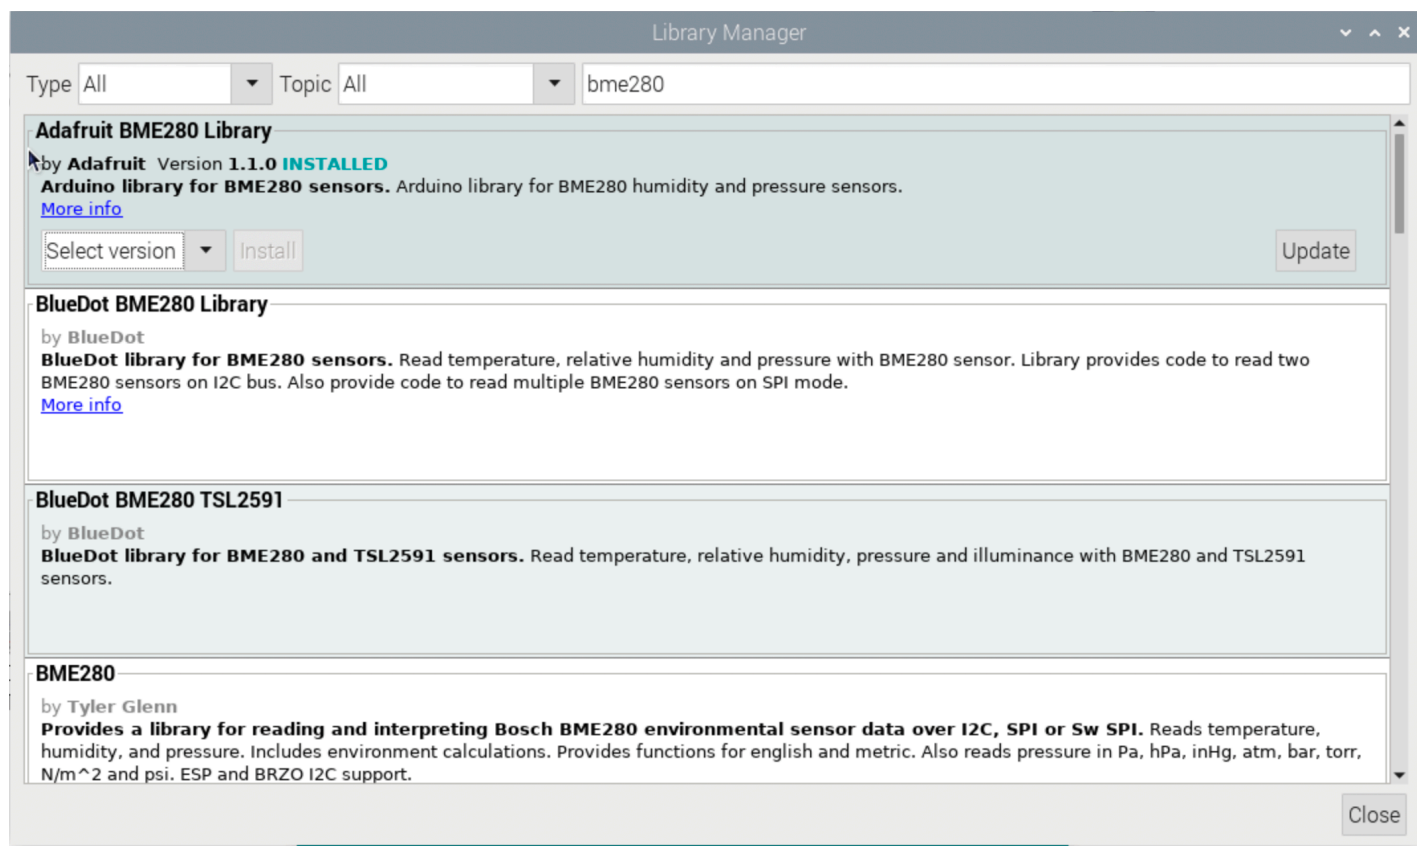 Library Manager
Type All Topic All bme280
Adafruit BME280 Library
by Adafruit Version 1.1.0 INSTALLED
Arduino library for BME280 sensors. Arduino library for BME280 humidity and pressure sensors.
More info
Select version Install Update
BlueDot BME280 Library
by BlueDot
BlueDot library for BME280 sensors. Read temperature, relative humidity and pressure with BME280 sensor. Library provides code to read two
BME280 sensors on I2C bus. Also provide code to read multiple BME280 sensors on SPI mode.
More info
BlueDot BME280 TSL2591
by BlueDot
BlueDot library for BME280 and TSL2591 sensors. Read temperature, relative humidity, pressure and illuminance with BME280 and TSL2591
sensors.
BME280
by Tyler Glenn
Provides a library for reading and interpreting Bosch BME280 environmental sensor data over I2C, SPI or Sw SPI. Reads temperature,
humidity, and pressure. Includes environment calculations. Provides functions for english and metric. Also reads pressure in Pa, hPa, inHg, atm, bar, torr,
N/m^2 and psi. ESP and BRZO I2C support.
Close